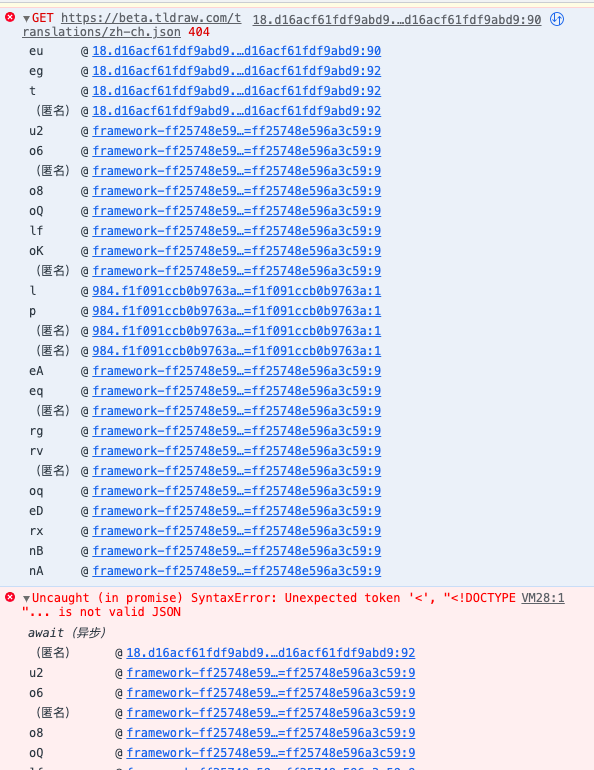 ▼GET https://beta.tldraw.com/t 18.d16acf61fdf9abd9.…d16acf61fdf9abd9:90
ranslations/zh-ch.json 404
eu @ 18.d16acf61fdf9abd9.…d16acf61fdf9abd9:90
eg @ 18.d16acf61fdf9abd9.…d16acf61fdf9abd9:92
t @ 18.d16acf61fdf9abd9.…d16acf61fdf9abd9:92
（匿名） @ 18.d16acf61fdf9abd9.…d16acf61fdf9abd9:92
u2 @ framework-ff25748e59…=ff25748e596a3c59:9
o6 @ framework-ff25748e59…=ff25748e596a3c59:9
（匿名） @ framework-ff25748e59…=ff25748e596a3c59:9
o8 @ framework-ff25748e59…=ff25748e596a3c59:9
oQ @ framework-ff25748e59…=ff25748e596a3c59:9
lf @ framework-ff25748e59…=ff25748e596a3c59:9
oK @ framework-ff25748e59…=ff25748e596a3c59:9
（匿名） @ framework-ff25748e59…=ff25748e596a3c59:9
l @ 984.f1f091ccb0b9763a…=f1f091ccb0b9763a:1
p @ 984.f1f091ccb0b9763a…=f1f091ccb0b9763a:1
（匿名） @ 984.f1f091ccb0b9763a…=f1f091ccb0b9763a:1
（匿名） @ 984.f1f091ccb0b9763a…=f1f091ccb0b9763a:1
eA @ framework-ff25748e59…=ff25748e596a3c59:9
eq @ framework-ff25748e59…=ff25748e596a3c59:9
（匿名） @ framework-ff25748e59…=ff25748e596a3c59:9
rg @ framework-ff25748e59…=ff25748e596a3c59:9
rv @ framework-ff25748e59…=ff25748e596a3c59:9
（匿名） @ framework-ff25748e59…=ff25748e596a3c59:9
oq @ framework-ff25748e59…=ff25748e596a3c59:9
eD @ framework-ff25748e59…=ff25748e596a3c59:9
rx @ framework-ff25748e59…=ff25748e596a3c59:9
nB @ framework-ff25748e59…=ff25748e596a3c59:9
nA @ framework-ff25748e59…=ff25748e596a3c59:9
▼Uncaught (in promise) SyntaxError: Unexpected token '<', "<!DOCTYPE VM28:1
"... is not valid JSON
await（异步）
（匿名） @ 18.d16acf61fdf9abd9.…d16acf61fdf9abd9:92
u2 @ framework-ff25748e59…=ff25748e596a3c59:9
o6 @ framework-ff25748e59…=ff25748e596a3c59:9
（匿名） @ framework-ff25748e59…=ff25748e596a3c59:9
o8 @ framework-ff25748e59…=ff25748e596a3c59:9
oQ @ framework-ff25748e59…=ff25748e596a3c59:9